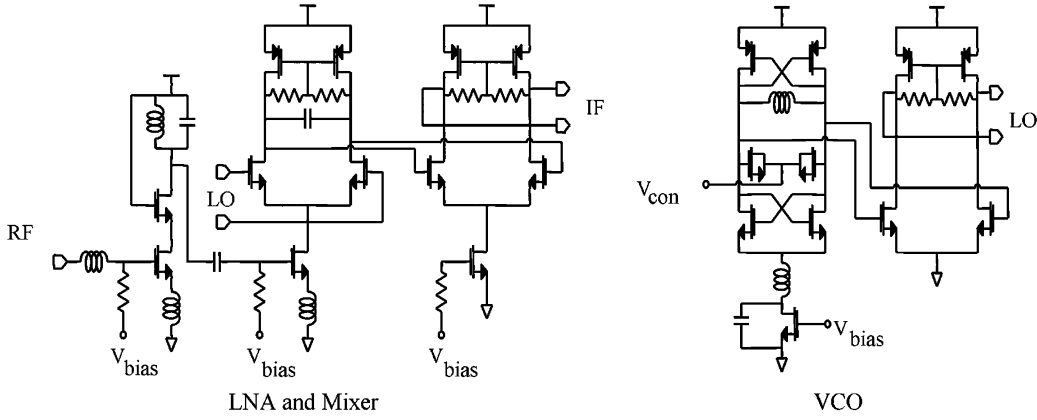 RF
LO
IF
V_bias
V_bias
V_bias
LNA and Mixer
V_con
LO
V_bias
VCO